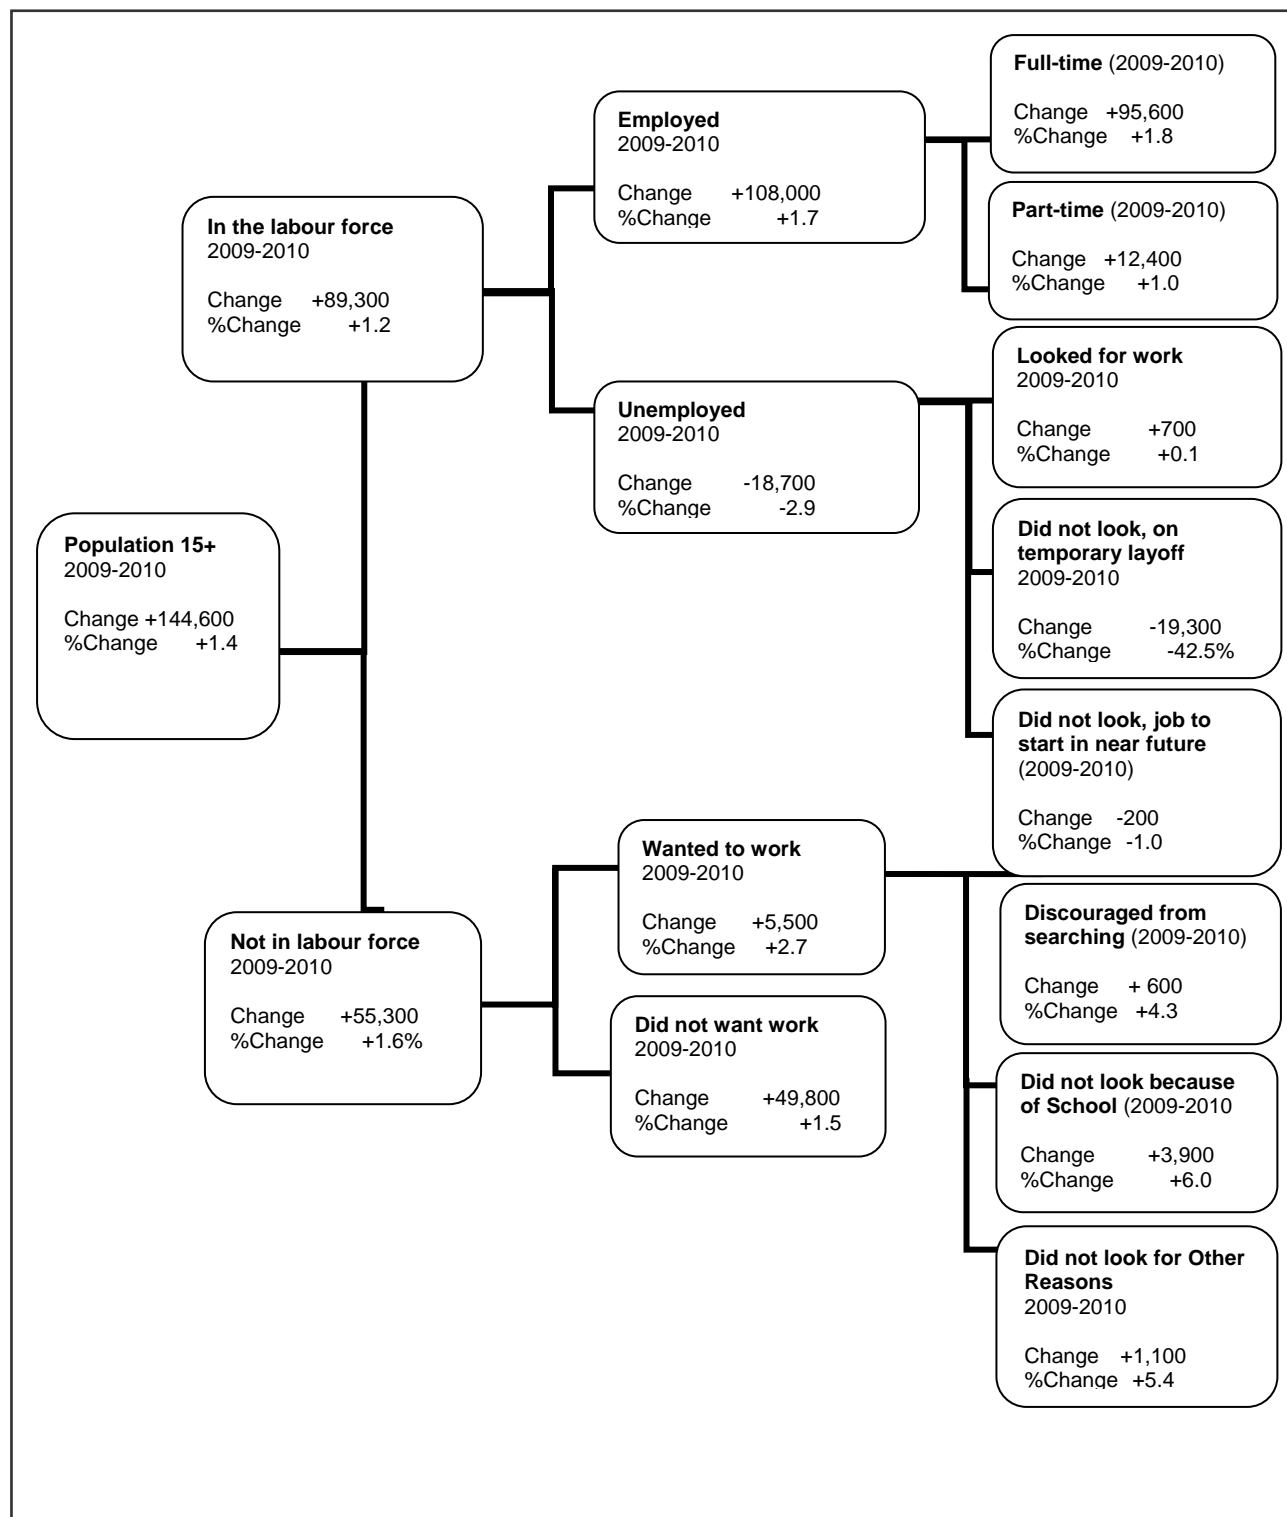 Full-time (2009-2010)
Change +95,600
%Change +1.8
Employed
2009-2010
Change +108,000
%Change +1.7
Part-time (2009-2010)
Change +12,400
%Change +1.0
In the labour force
2009-2010
Change +89,300
%Change +1.2
Looked for work
2009-2010
Change +700
%Change +0.1
Unemployed
2009-2010
Change -18,700
%Change -2.9
Did not look, on
temporary layoff
2009-2010
Change -19,300
%Change -42.5%
Population 15+
2009-2010
Change +144,600
%Change +1.4
Did not look, job to
start in near future
(2009-2010)
Change -200
%Change -1.0
Wanted to work
2009-2010
Change +5,500
%Change +2.7
Discouraged from
searching (2009-2010)
Change + 600
%Change +4.3
Not in labour force
2009-2010
Change +55,300
%Change +1.6%
Did not want work
2009-2010
Change +49,800
%Change +1.5
Did not look because
of School (2009-2010
Change +3,900
%Change +6.0
Did not look for Other
Reasons
2009-2010
Change +1,100
%Change +5.4